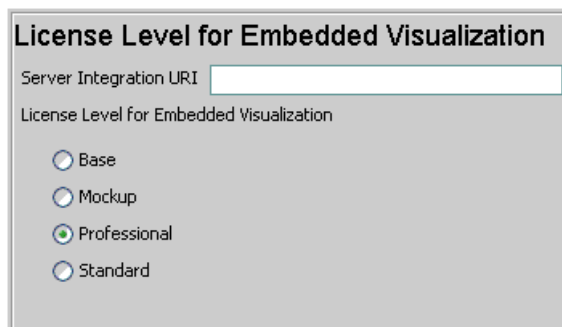 License Level for Embedded Visualization
Server Integration URI
License Level for Embedded Visualization
Base
Mockup
Professional
Standard